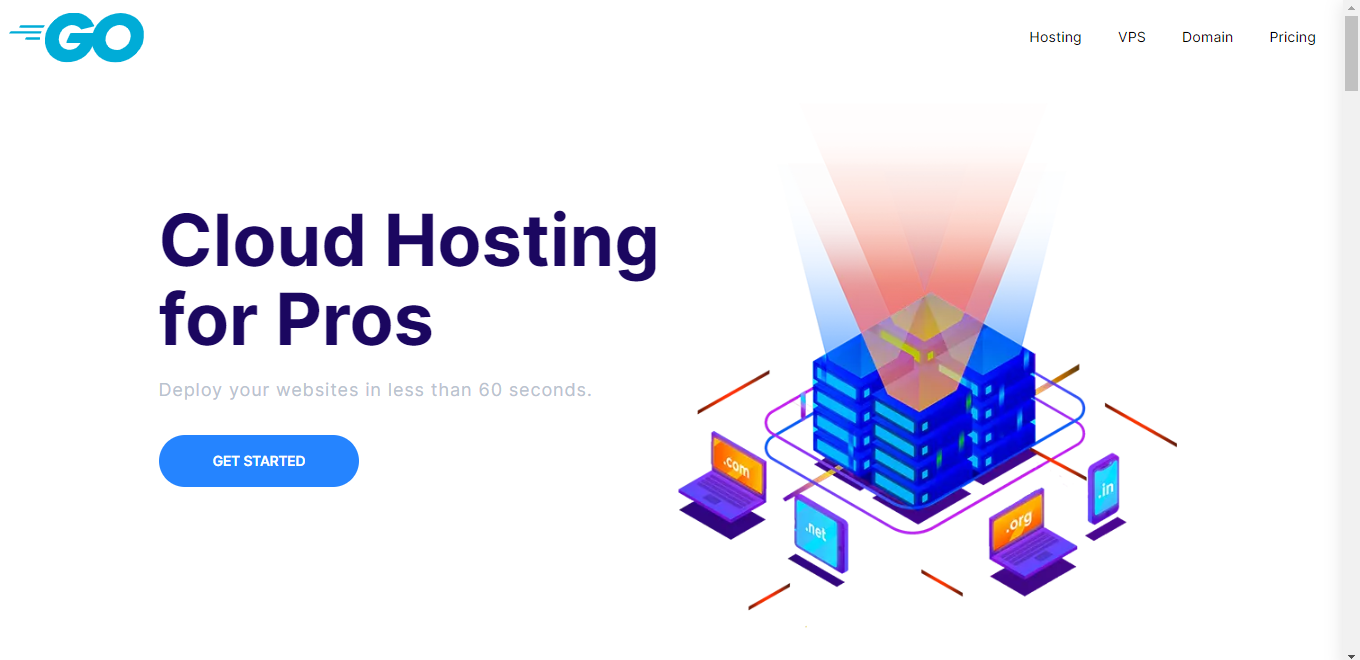 GO
Hosting
VPS
Domain
Pricing
Cloud Hosting
for Pros
Deploy your websites in less than 60 seconds.
GET STARTED
.com
.net
.org
.in